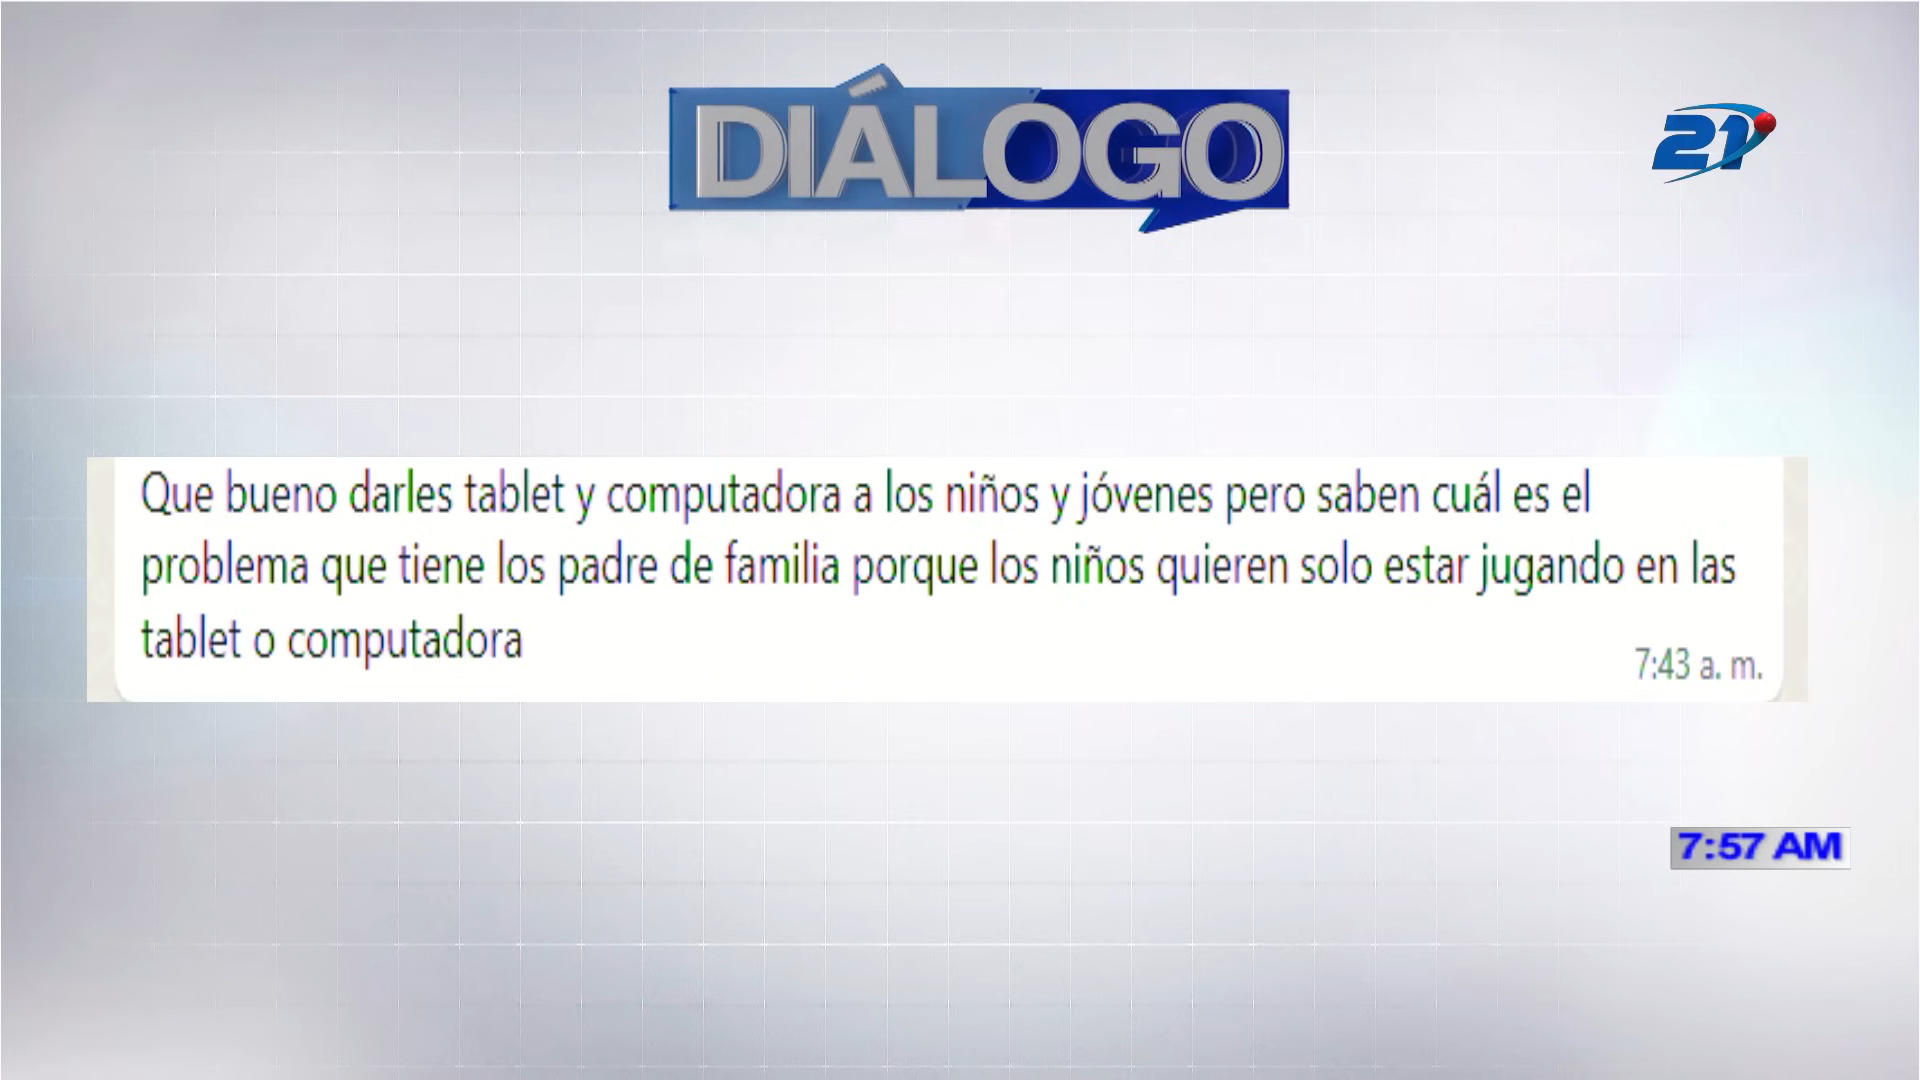 DIÁLOGO
21
Que bueno darles tablet y computadora a los niños y jóvenes pero saben cuál es el
problema que tiene los padre de familia porque los niños quieren solo estar jugando en las
tablet o computadora
7:43 a. m.
7:57 AM